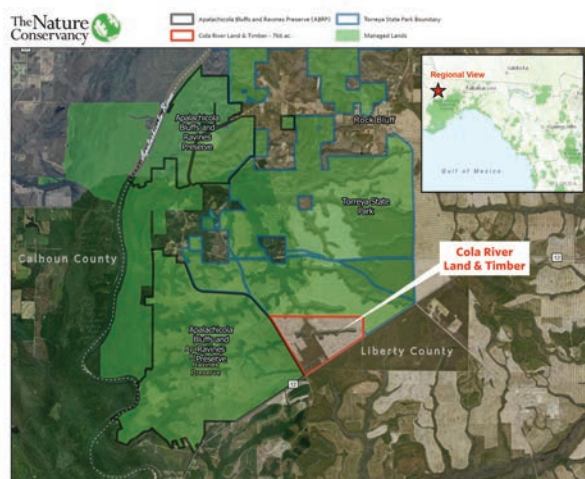 The Nature
Conservancy
Apalachicola Bluffs and Ravines Preserve (ABRP)
Torreya State Park Boundary
Cola River Land & Timber - 766 ac.
Managed Lands
Regional View
Gulf of Mexico
Rock Bluff
Apalachicola
Bluffs and
Ravines
Preserve
Torreya State
Park
Calhoun County
Cola River
Land & Timber
12
Liberty County
Apalachicola
Bluffs and
Ravines
Preserve
Preserve
12